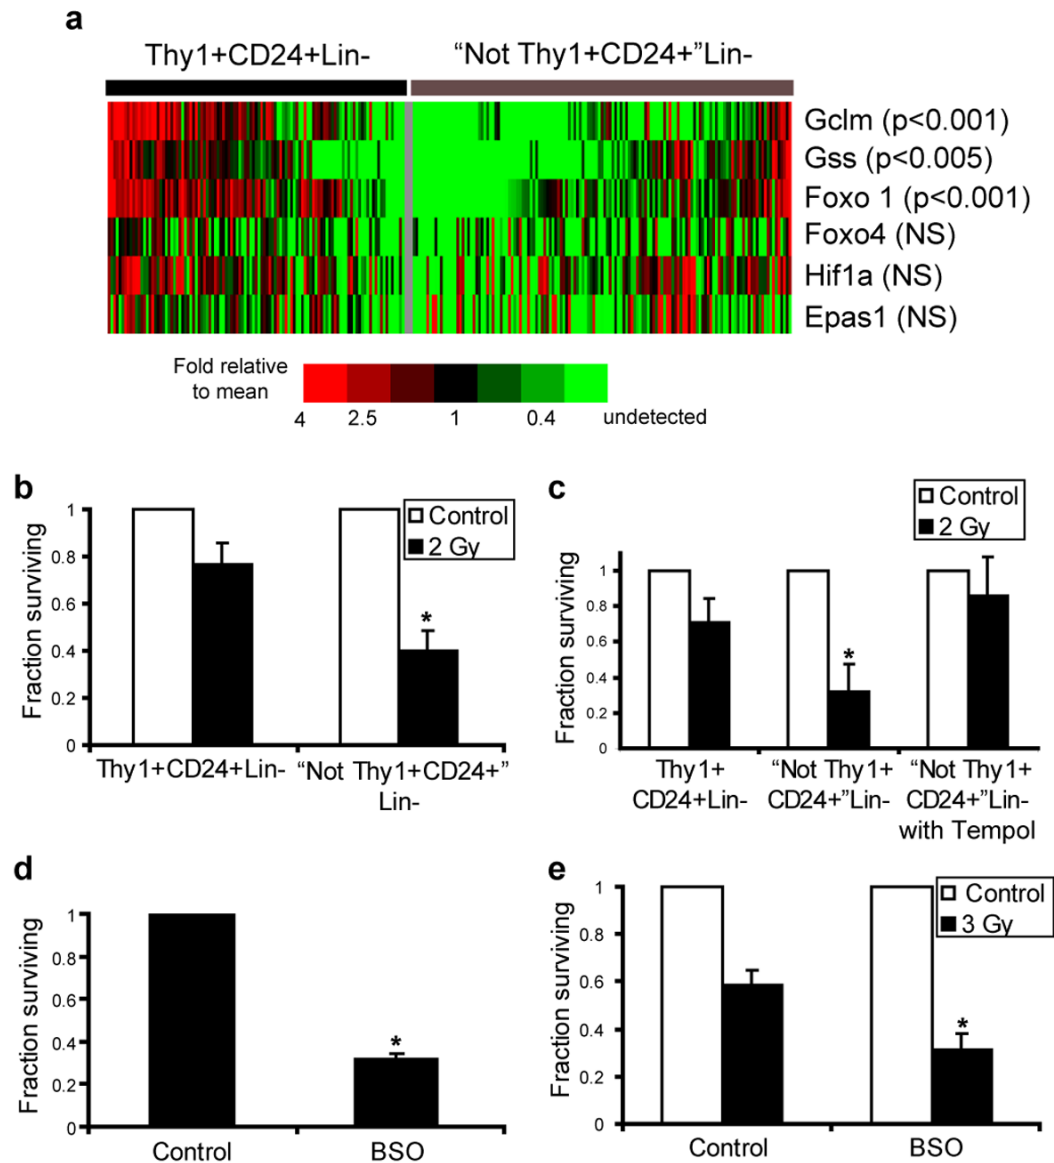 a
Thy1+CD24+Lin-
“Not Thy1+CD24+”Lin-
Gclm (p<0.001)
Gss (p<0.005)
Foxo 1 (p<0.001)
Foxo4 (NS)
Hif1a (NS)
Epas1 (NS)
Fold relative
to mean
4
2.5
1
0.4
undetected
b
Control
2 Gy
Fraction surviving
1
0.8
0.6
0.4
0.2
0
*
Thy1+CD24+Lin-
“Not Thy1+CD24+”
Lin-
c
Control
2 Gy
Fraction surviving
1
0.8
0.6
0.4
0.2
0
*
Thy1+
CD24+Lin-
“Not Thy1+
CD24+”Lin-
“Not Thy1+
CD24+”Lin-
with Tempol
d
Fraction surviving
1
0.8
0.6
0.4
0.2
0
*
Control
BSO
e
Control
3 Gy
Fraction surviving
1
0.8
0.6
0.4
0.2
0
*
Control
BSO